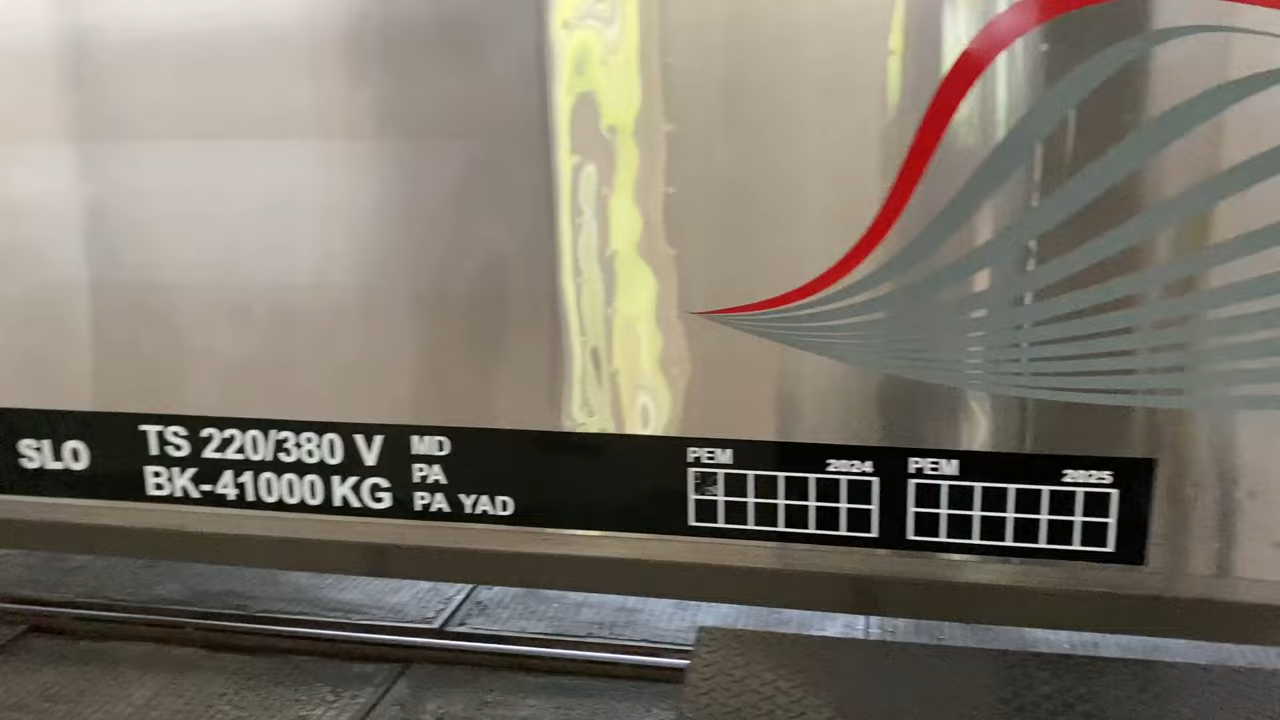 SLO
TS 220/380 V
BK-41000 KG
MD
PA
PA YAD
PEM 2024
PEM 2025